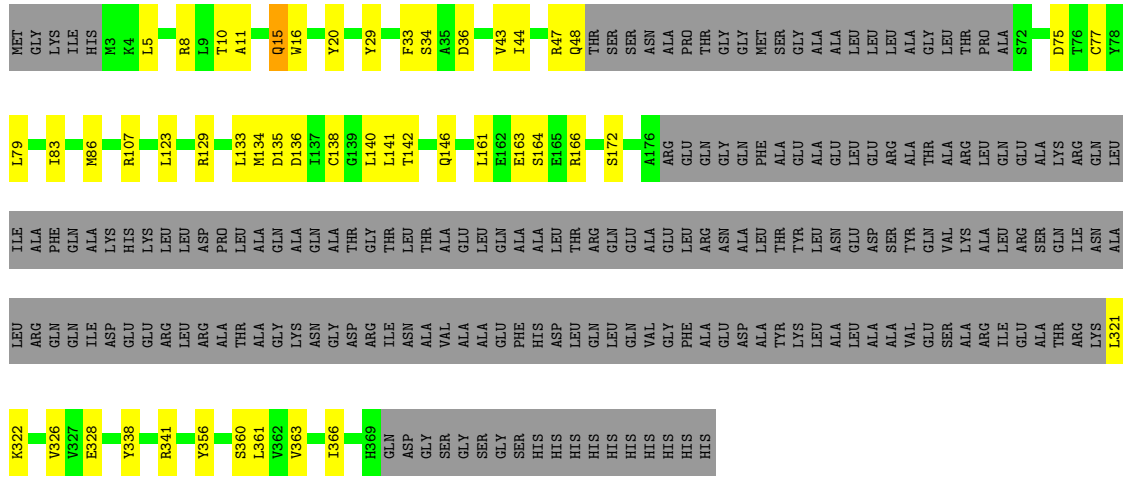 MET GLY LYS ILE HIS M3 K4 L5 R8 L9 T10 A11 Q15 W16 Y20 Y29 F33 S34 A35 D36 V43 I44 R47 Q48 THR SER SER ASN ALA PRO THR GLY GLY MET SER GLY ALA ALA LEU LEU LEU ALA GLY LEU THR PRO ALA S72 D75 T76 C77 Y78
L79 I83 M86 R107 L123 R129 L133 M134 D135 D136 I137 C138 G139 L140 L141 T142 Q146 L161 E162 E163 S164 E165 R166 S172 A176 ARG GLU GLN GLY GLN PHE ALA GLU ALA GLU LEU GLU ARG ALA THR ALA ARG LEU GLN GLU ALA LYS ARG GLN LEU
ILE ALA PHE GLN ALA LYS HIS LYS LEU LEU ASP PRO LEU ALA GLN ALA GLN ALA THR GLY THR LEU THR ALA GLU LEU GLN ALA ALA LEU THR ARG GLN GLU ALA GLU LEU ARG ASN ALA LEU THR TYR LEU ASN GLU ASP SER TYR GLN VAL LYS ALA LEU ARG SER GLN ILE ASN ALA
LEU ARG GLN GLN ILE ASP GLU GLU ARG LEU ARG ALA THR ALA GLY LYS ASN GLY ASP ARG ILE ASN ALA VAL ALA ALA GLU PHE HIS ASP LEU GLN LEU GLN VAL GLY PHE ALA GLU ASP ALA TYR LYS LEU ALA LEU ALA ALA VAL GLU SER ALA ARG ILE GLU ALA THR ARG LYS L321
K322 V326 V327 E328 Y338 R341 Y356 S360 L361 V362 V363 I366 H369 GLN ASP GLY SER GLY SER GLY SER HIS HIS HIS HIS HIS HIS HIS HIS HIS HIS